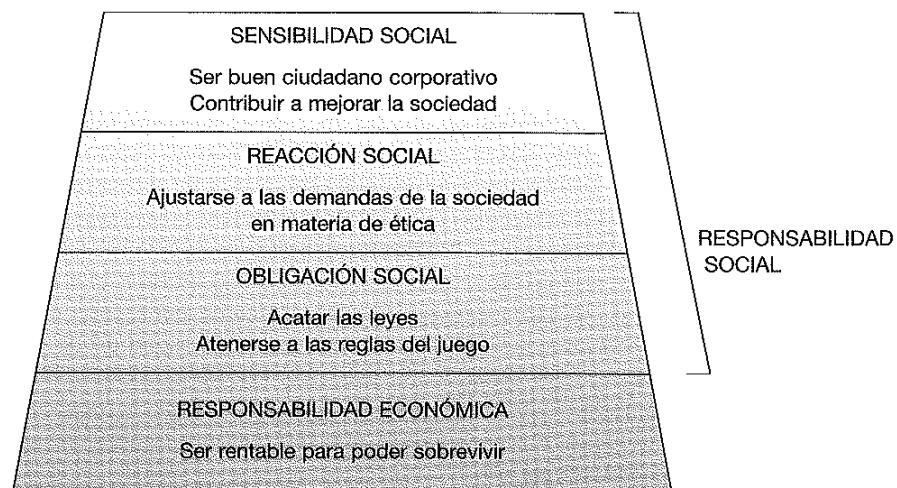 SENSIBILIDAD SOCIAL
Ser buen ciudadano corporativo
Contribuir a mejorar la sociedad
REACCIÓN SOCIAL
Ajustarse a las demandas de la sociedad
en materia de ética
OBLIGACIÓN SOCIAL
Acatar las leyes
Atenerse a las reglas del juego
RESPONSABILIDAD ECONÓMICA
Ser rentable para poder sobrevivir
RESPONSABILIDAD
SOCIAL